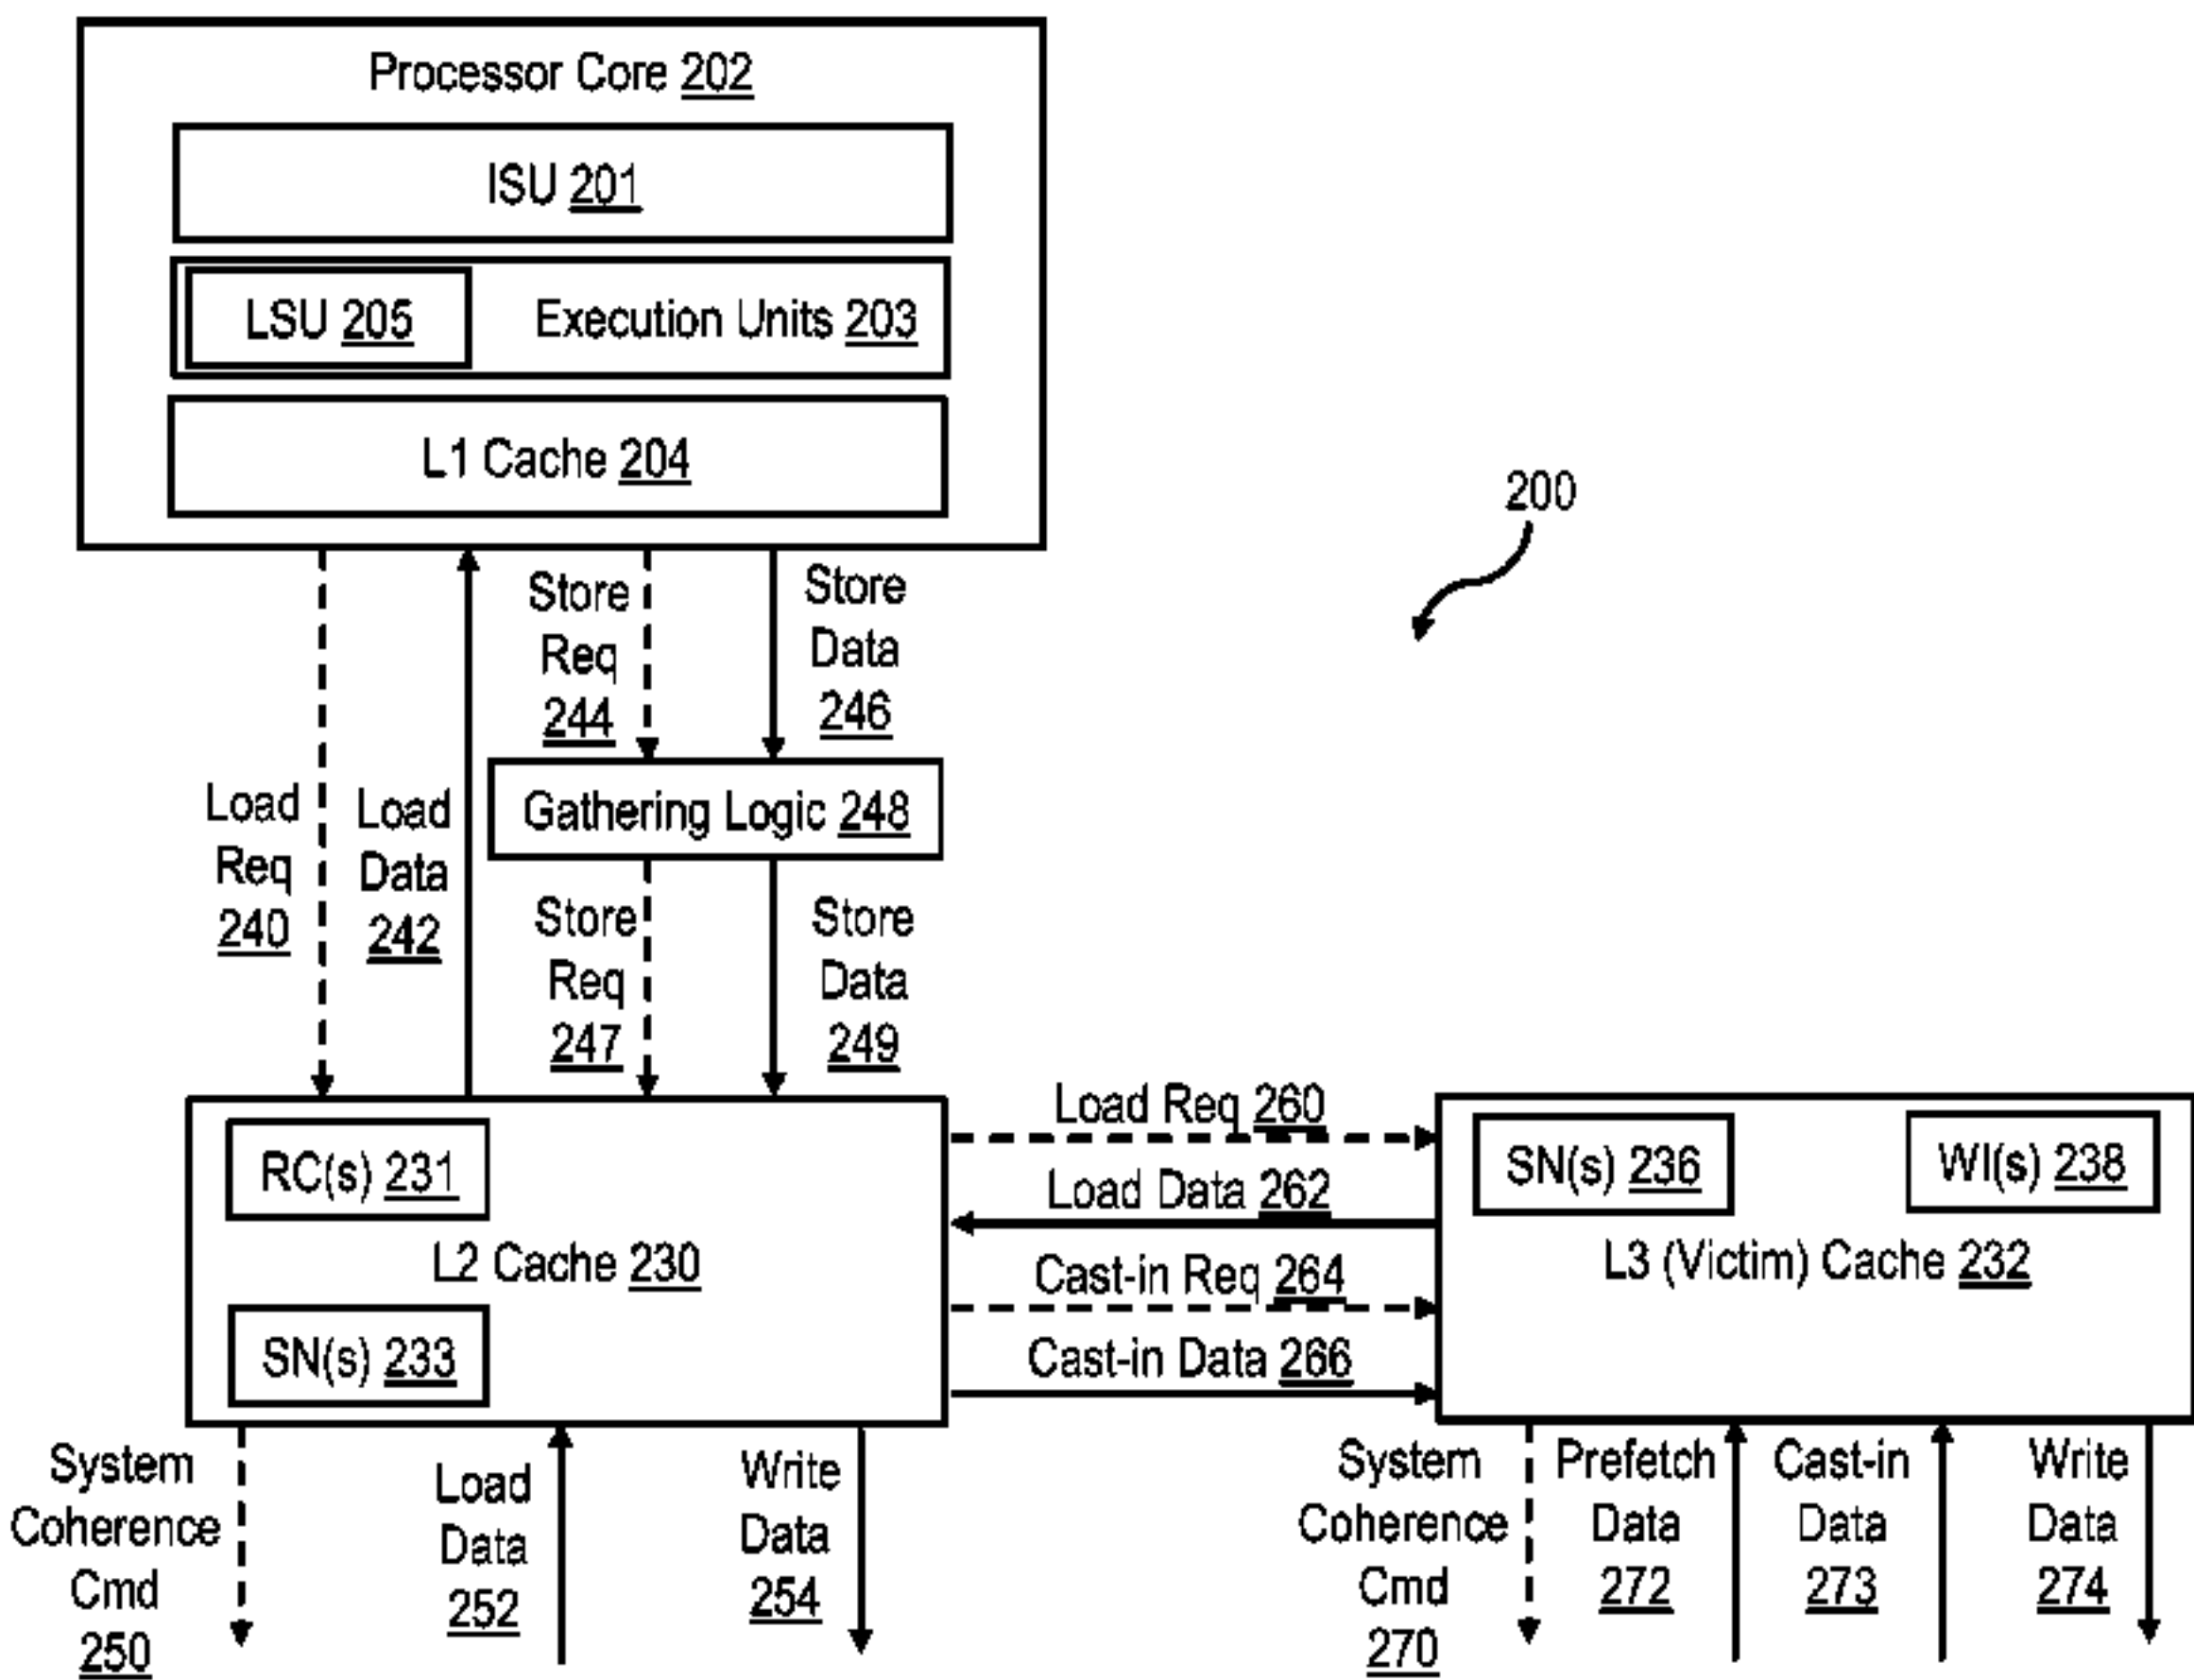 Processor Core 202
ISU 201
LSU 205
Execution Units 203
L1 Cache 204
200
Store
Req
244
Store
Data
246
Load
Req
240
Load
Data
242
Gathering Logic 248
Store
Req
247
Store
Data
249
RC(s) 231
L2 Cache 230
SN(s) 233
Load Req 260
Load Data 262
Cast-in Req 264
Cast-in Data 266
SN(s) 236
WI(s) 238
L3 (Victim) Cache 232
System
Coherence
Cmd
250
Load
Data
252
Write
Data
254
System
Coherence
Cmd
270
Prefetch
Data
272
Cast-in
Data
273
Write
Data
274